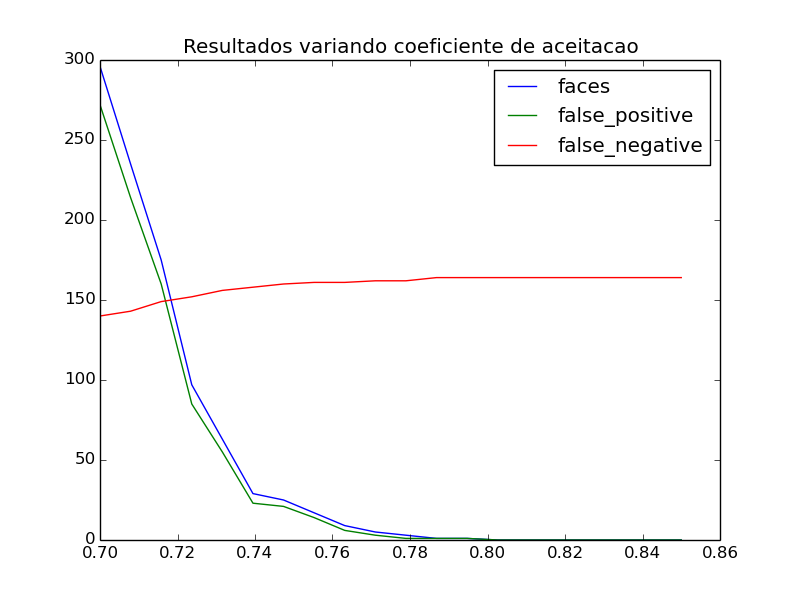 Resultados variando coeficiente de aceitacao
faces
false_positive
false_negative
300
250
200
150
100
50
0
0.70 0.72 0.74 0.76 0.78 0.80 0.82 0.84 0.86